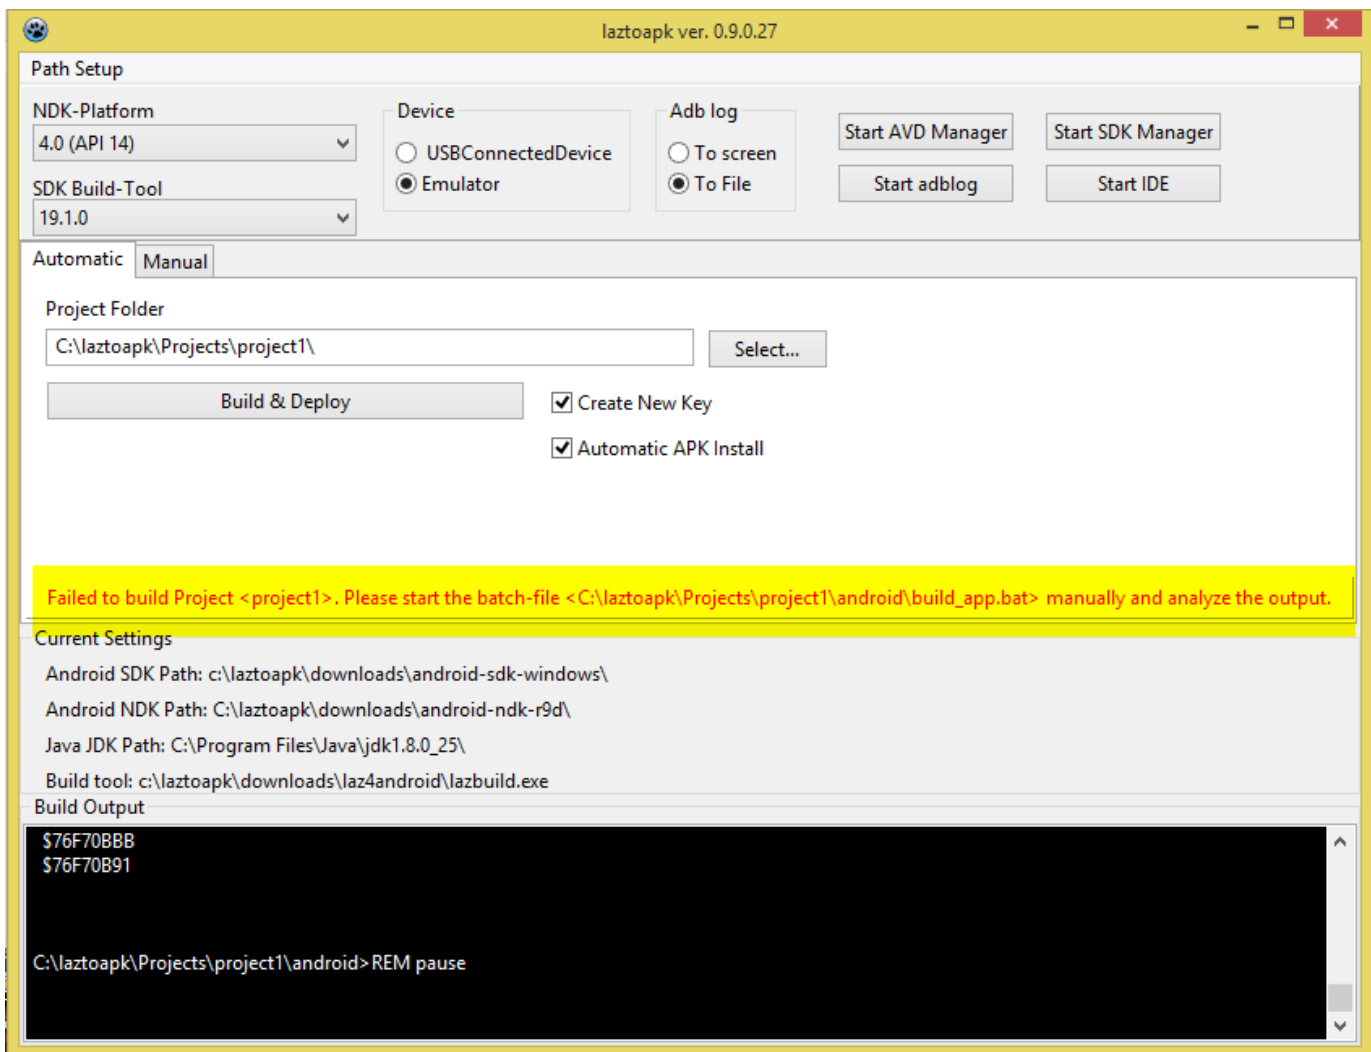 laztoapk ver. 0.9.0.27
Path Setup
NDK-Platform
4.0 (API 14)
SDK Build-Tool
19.1.0
Device
USBConnectedDevice
Emulator
Adb log
To screen
To File
Start AVD Manager
Start SDK Manager
Start adblog
Start IDE
Automatic
Manual
Project Folder
C:\laztoapk\Projects\project1\
Select...
Build & Deploy
Create New Key
Automatic APK Install
Failed to build Project <project1>. Please start the batch-file <C:\laztoapk\Projects\project1\android\build_app.bat> manually and analyze the output.
Current Settings
Android SDK Path: c:\laztoapk\downloads\android-sdk-windows\
Android NDK Path: C:\laztoapk\downloads\android-ndk-r9d\
Java JDK Path: C:\Program Files\Java\jdk1.8.0_25\
Build tool: c:\laztoapk\downloads\laz4android\lazbuild.exe
Build Output
$76F70BBB
$76F70B91
C:\laztoapk\Projects\project1\android>REM pause